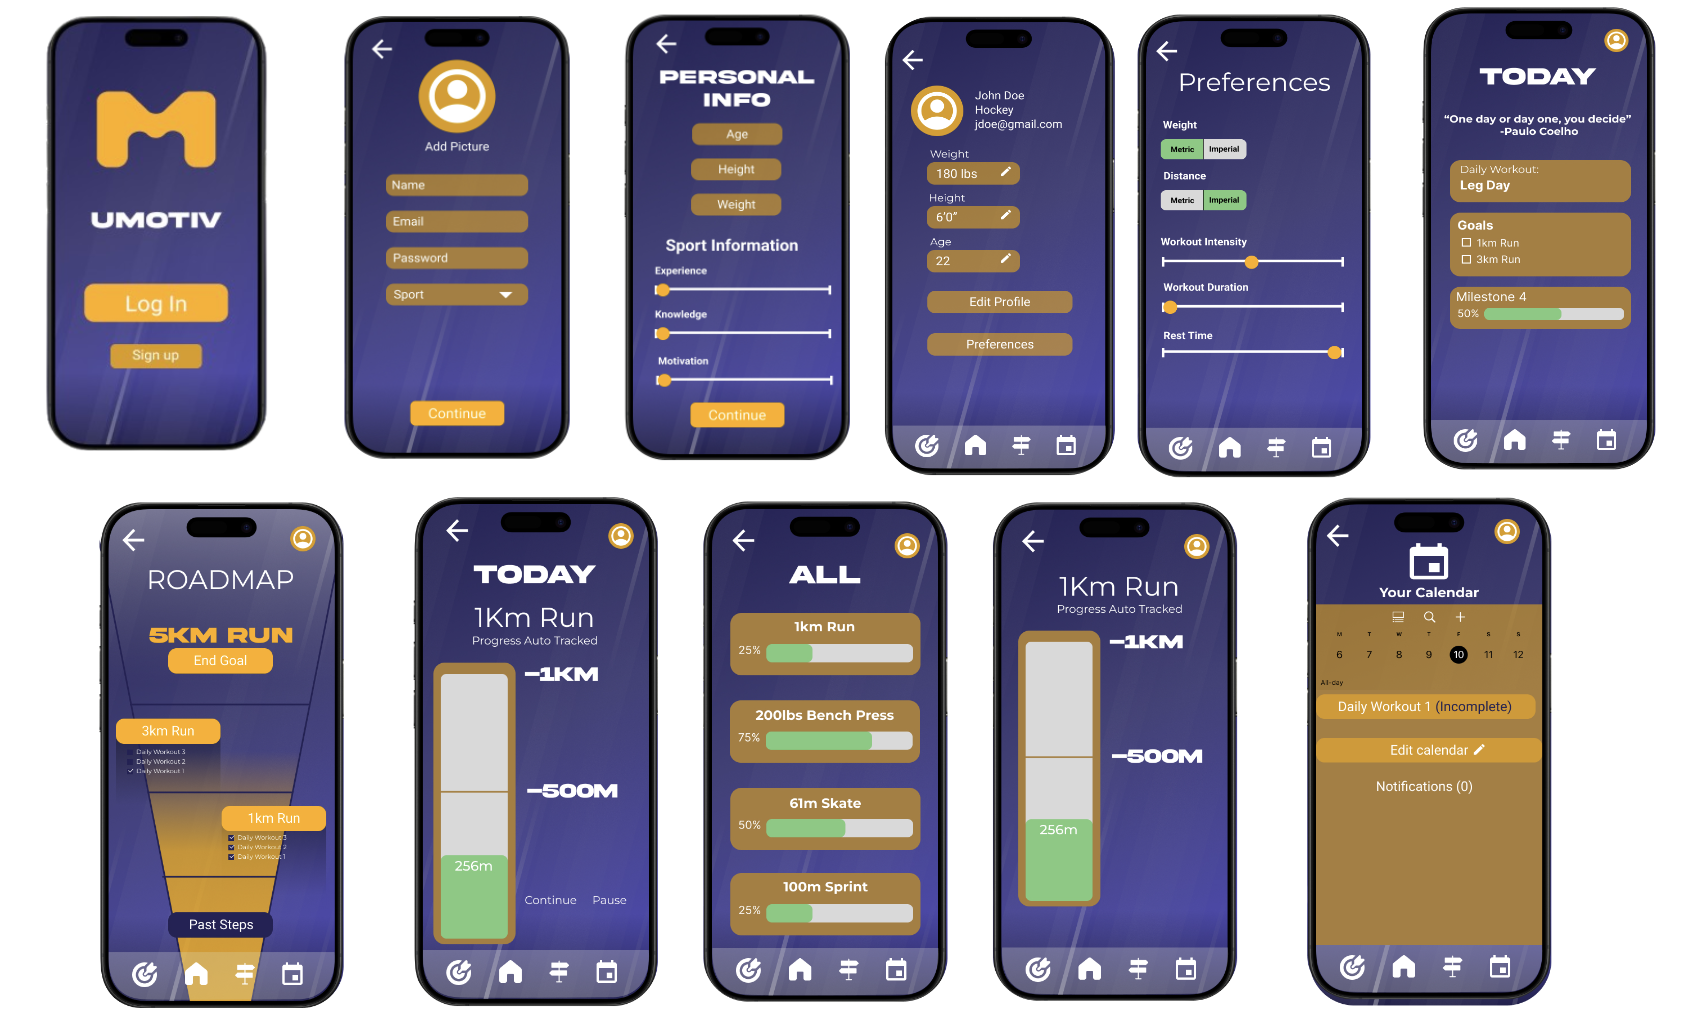 UMOTIV
Log In
Sign up
Add Picture
Name
Email
Password
Sport
Continue
PERSONAL
INFO
Age
Height
Weight
Sport Information
Experience
Knowledge
Motivation
Continue
John Doe
Hockey
jdoe@gmail.com
Weight
180 lbs
Height
6'0”
Age
22
Edit Profile
Preferences
Preferences
Weight
Metric Imperial
Distance
Metric Imperial
Workout Intensity
Workout Duration
Rest Time
TODAY
“One day or day one, you decide”
-Paulo Coelho
Daily Workout:
Leg Day
Goals
1km Run
3km Run
Milestone 4
50%
ROADMAP
5KM RUN
End Goal
3km Run
Daily Workout 3
Daily Workout 2
Daily Workout 1
1km Run
Daily Workout 3
Daily Workout 2
Daily Workout 1
Past Steps
TODAY
1Km Run
Progress Auto Tracked
-1KM
-500M
256m
Continue Pause
ALL
1km Run
25%
200lbs Bench Press
75%
61m Skate
50%
100m Sprint
25%
1Km Run
Progress Auto Tracked
-1KM
-500M
256m
Your Calendar
M T W T F S S
6 7 8 9 10 11 12
All-day
Daily Workout 1 (Incomplete)
Edit calendar
Notifications (0)